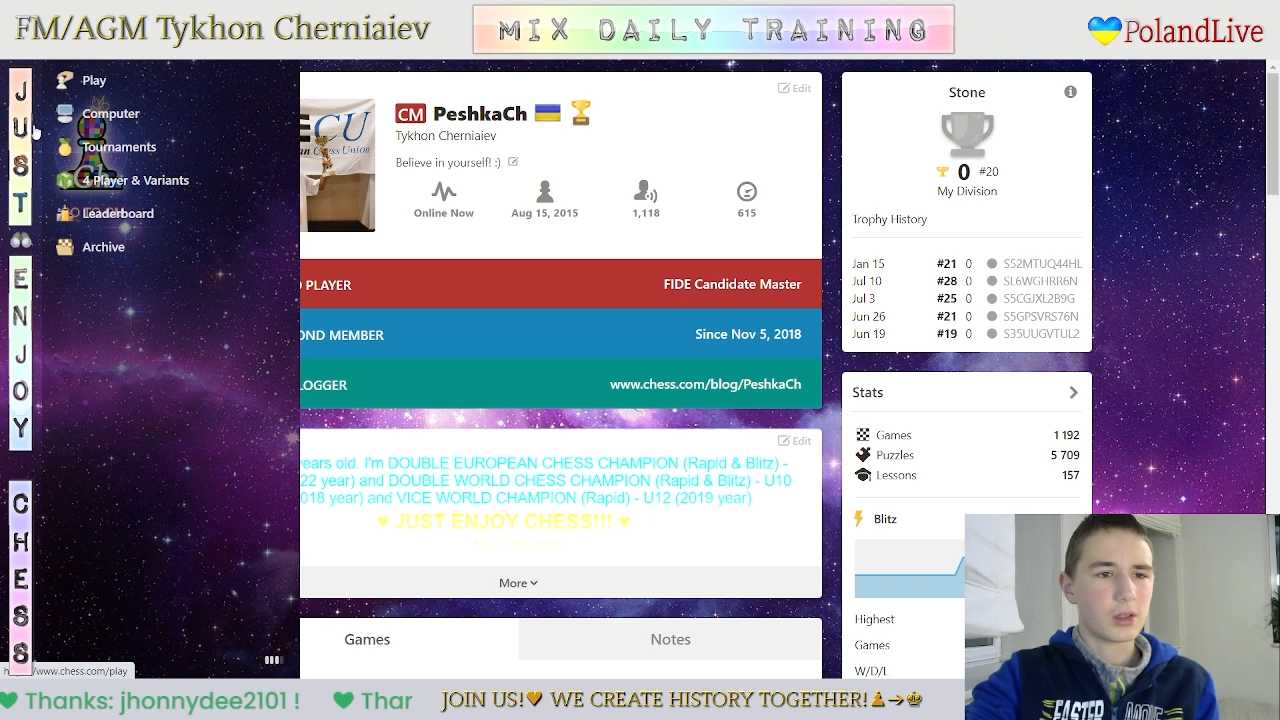 FM/AGM Tykhon Cherniaiev
MIX DAILY TRAINING
PolandLive
JUST
ENJOY
CHESS
Play
Computer
Tournaments
4 Player & Variants
Leaderboard
Archive
Edit
CM PeshkaCh
Tykhon Cherniaiev
Believe in yourself! :)
Online Now
Aug 15, 2015
1,118
615
PLAYER
FIDE Candidate Master
OND MEMBER
Since Nov 5, 2018
LOGGER
www.chess.com/blog/PeshkaCh
Edit
years old. I'm DOUBLE EUROPEAN CHESS CHAMPION (Rapid & Blitz) -
22 year) and DOUBLE WORLD CHESS CHAMPION (Rapid & Blitz) - U10
018 year) and VICE WORLD CHAMPION (Rapid) - U12 (2019 year)
♥ JUST ENJOY CHESS!!! ♥
More
Games
Notes
Stone
0 #20
My Division
Trophy History
Jan 15 #21 0 S52MTUQ44HL
Jul 10 #28 0 SL6WGHRR6N
Jul 3 #25 0 S5CGJXL2B9G
Jun 26 #21 0 S5GPSVRS76N
Jun 19 #19 0 S35UUGVTUL2
Stats
Games 1 192
Puzzles 5 709
Lessons 157
Blitz
Highest
Games
W/D/L
www.chess.com/play
Thanks: jhonnydee2101 !
JOIN US!♥ WE CREATE HISTORY TOGETHER!♟→♚